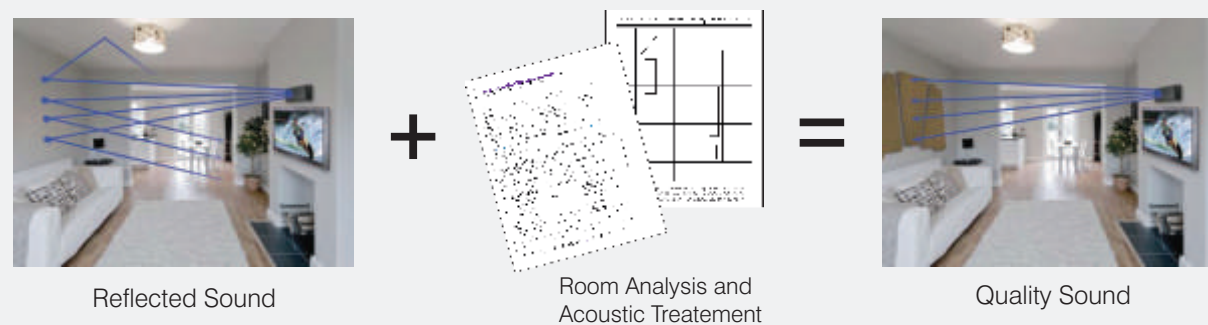 +
=
Reflected Sound
Room Analysis and
Acoustic Treatement
Quality Sound